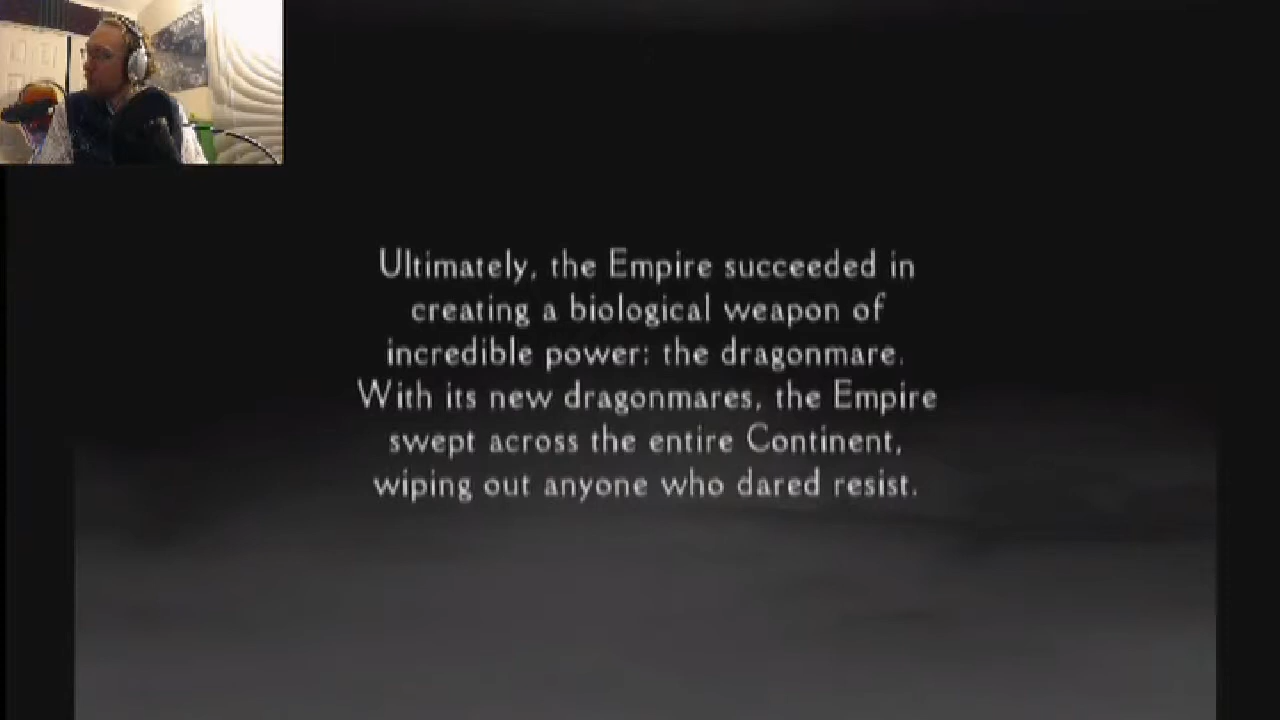 Ultimately, the Empire succeeded in
creating a biological weapon of
incredible power: the dragonmare.
With its new dragonmares, the Empire
swept across the entire Continent,
wiping out anyone who dared resist.